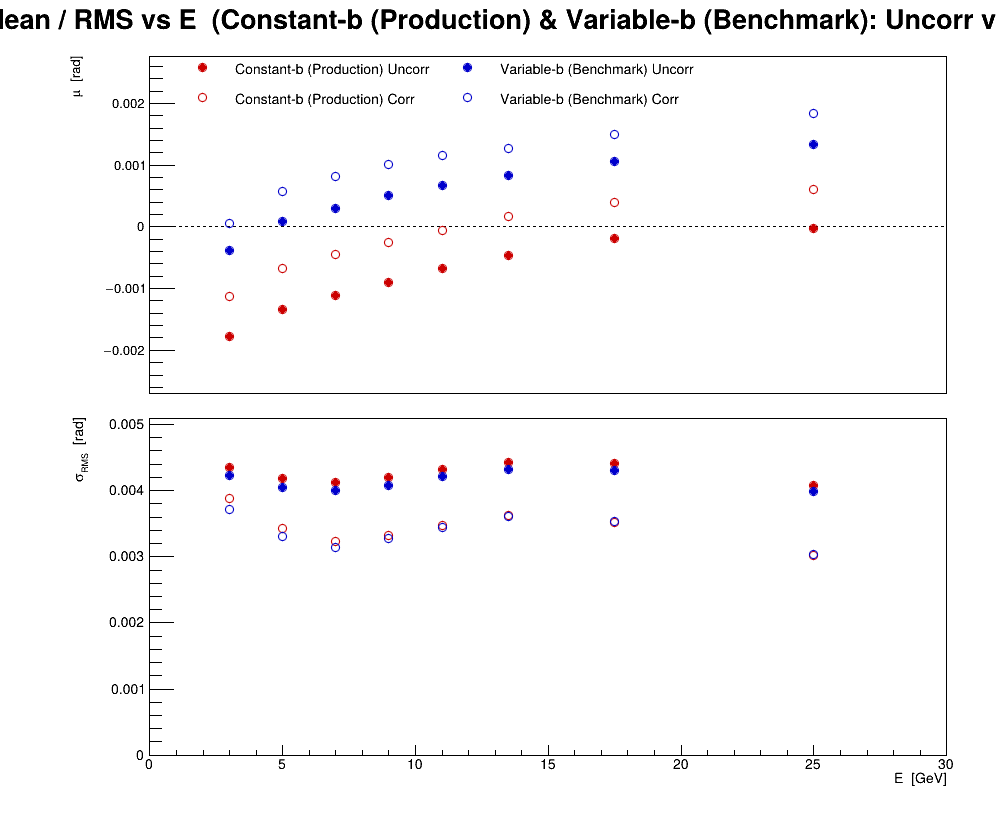 lean / RMS vs E (Constant-b (Production) & Variable-b (Benchmark): Uncorr v
μ [rad]
Constant-b (Production) Uncorr
Variable-b (Benchmark) Uncorr
Constant-b (Production) Corr
Variable-b (Benchmark) Corr
0.002
0.001
0
−0.001
−0.002
σRMS [rad]
0.005
0.004
0.003
0.002
0.001
0
0 5 10 15 20 25 30
E [GeV]